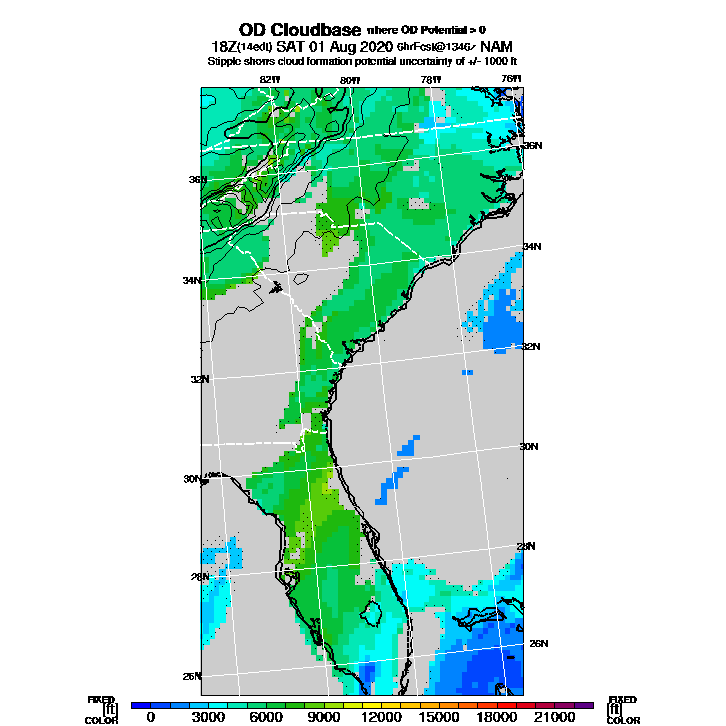 OD Cloudbase where OD Potential > 0
18Z(14edt) SAT 01 Aug 2020 6hrFcst@1346z NAM
Stipple shows cloud formation potential uncertainty of +/- 1000 ft
82W 80W 78W 76W
36N
36N
34N
34N
32N
32N
30N
30N
28N
28N
26N
26N
FIXED [ft] COLOR
0 3000 6000 9000 12000 15000 18000 21000
FIXED [ft] COLOR